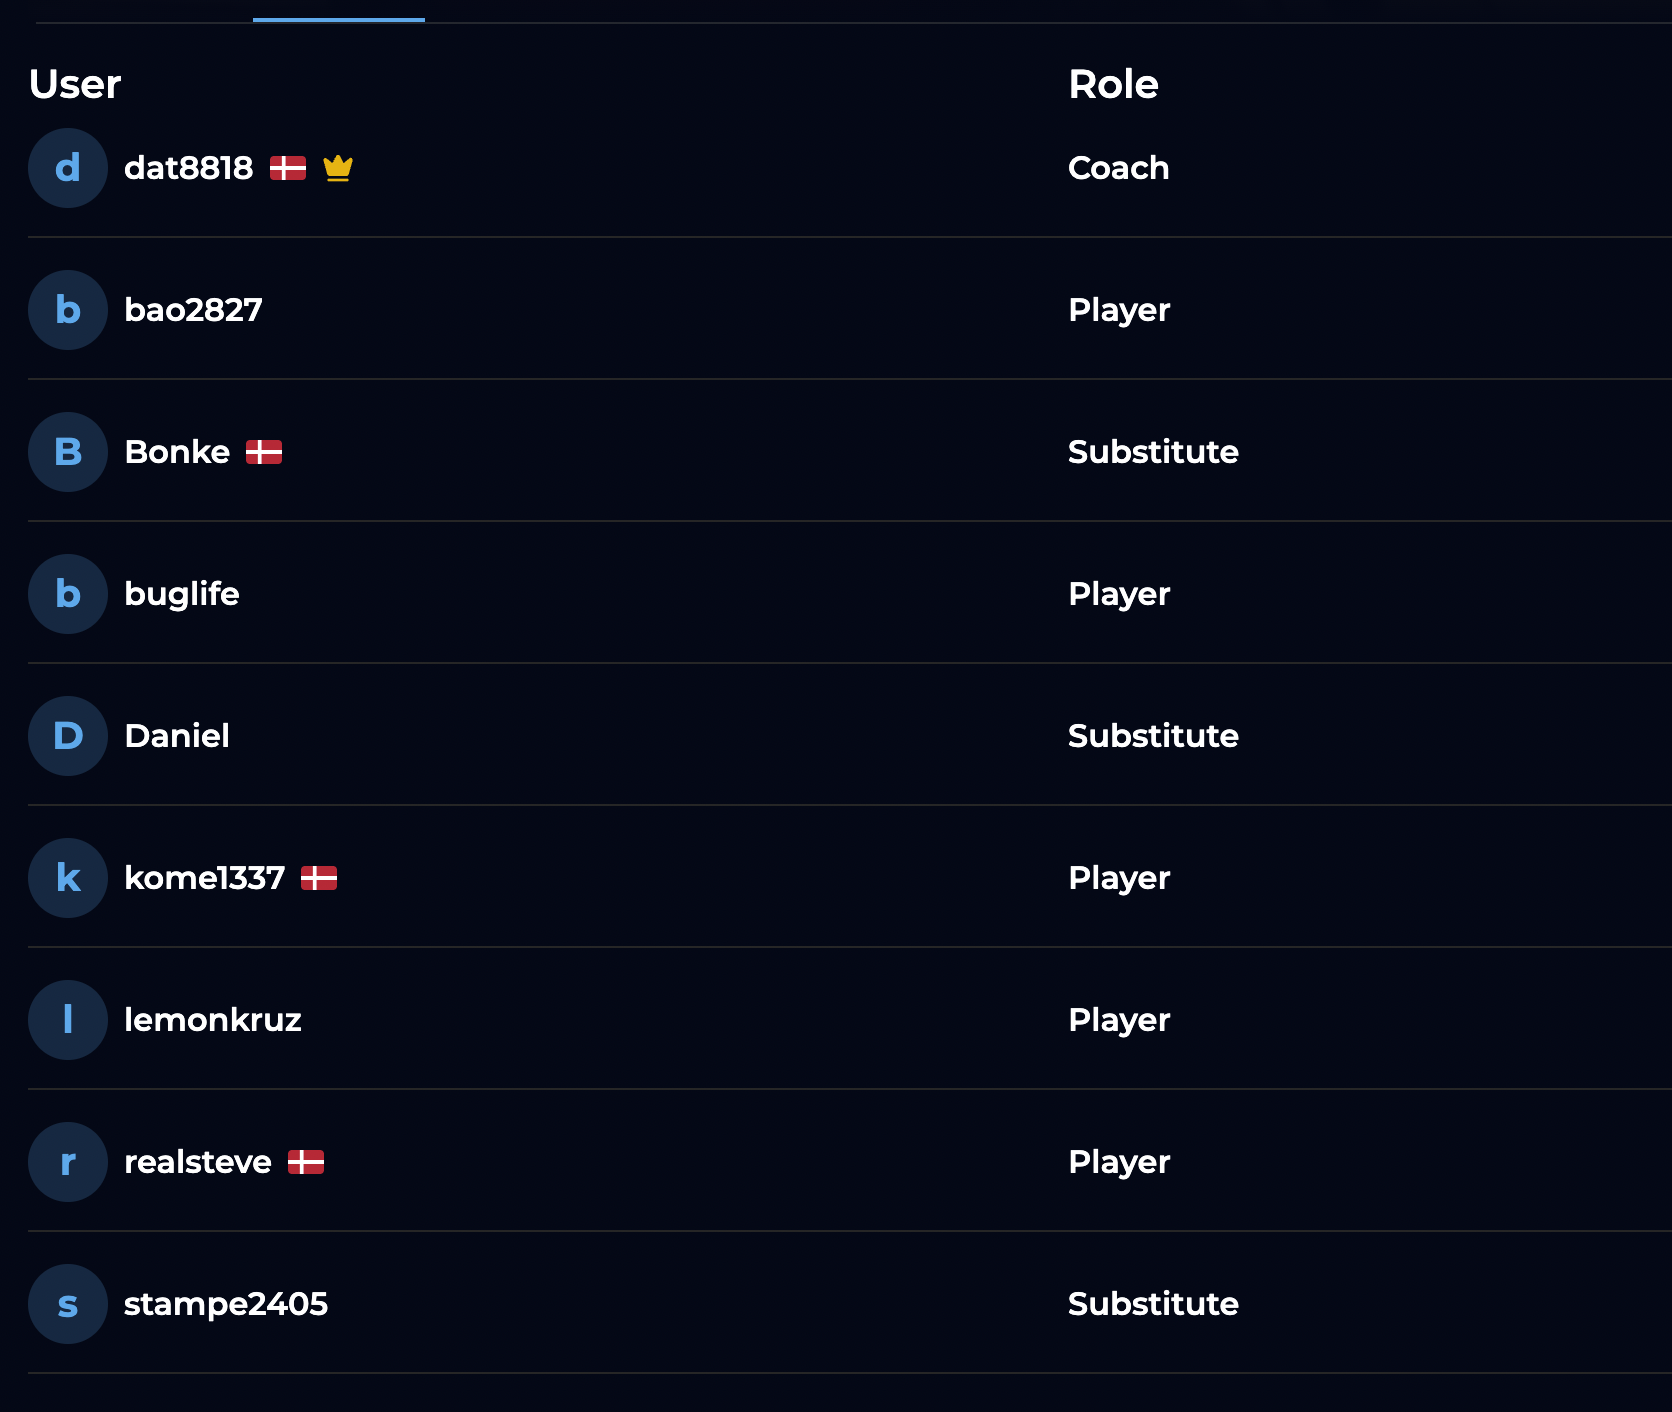 User Role
d dat8818 Coach
b bao2827 Player
B Bonke Substitute
b buglife Player
D Daniel Substitute
k kome1337 Player
l lemonkruz Player
r realsteve Player
s stampe2405 Substitute